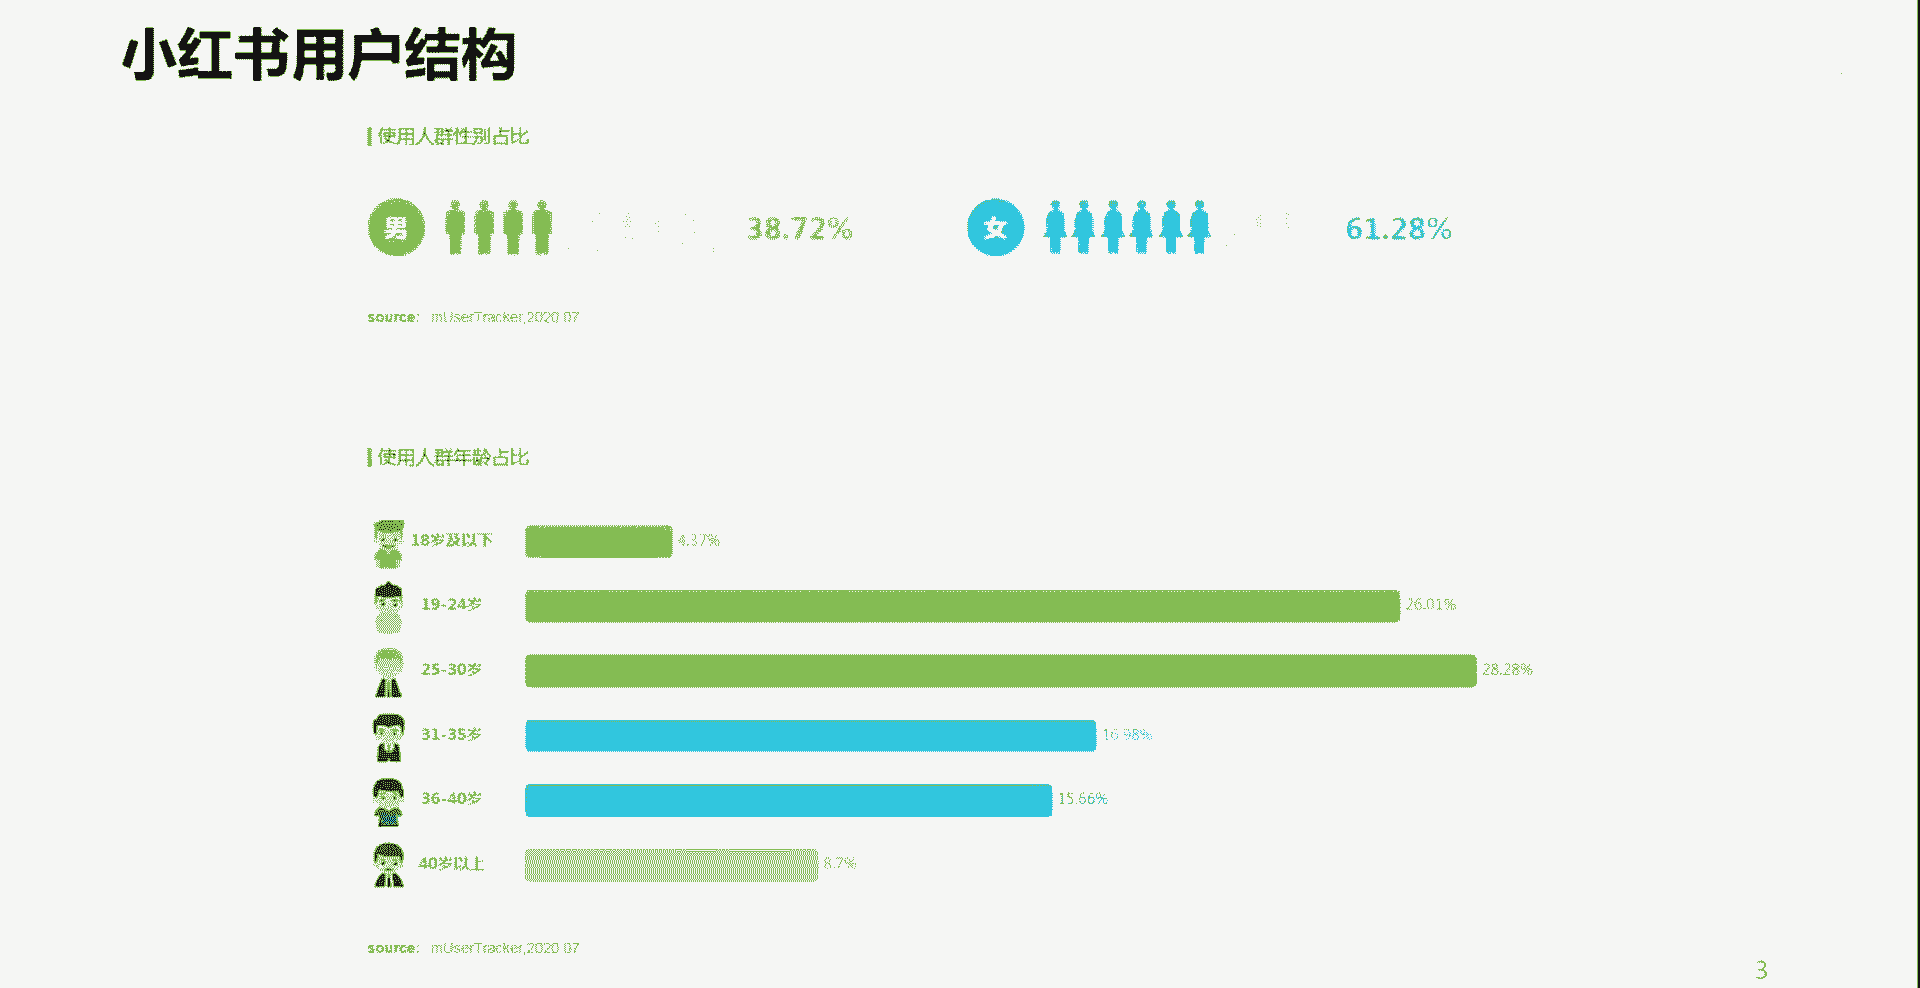 小红书用户结构
使用人群性别占比
男 38.72% 女 61.28%
source: mUserTracker,2020.07
使用人群年龄占比
18岁及以下 4.37%
19-24岁 26.01%
25-30岁 28.28%
31-35岁 16.98%
36-40岁 15.66%
40岁以上 8.7%
source: mUserTracker,2020.07
3